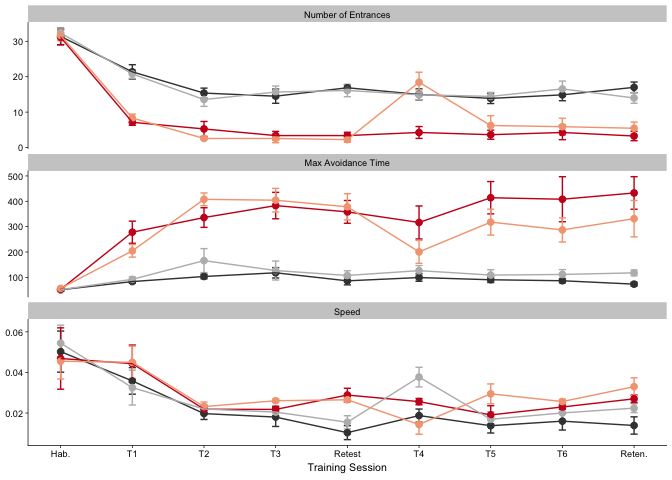 Number of Entrances
30
20
10
0
Max Avoidance Time
500
400
300
200
100
Speed
0.06
0.04
0.02
Hab. T1 T2 T3 Retest T4 T5 T6 Reten.
Training Session